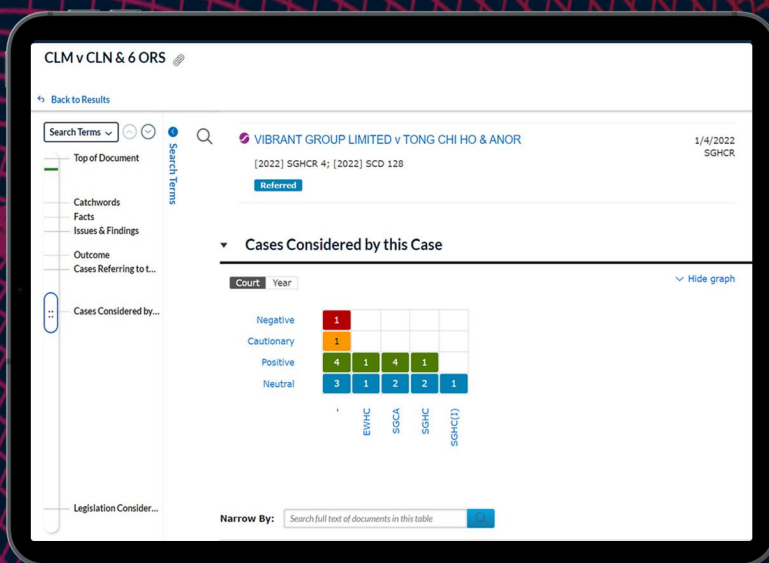 CLM v CLN & 6 ORS
Back to Results
Search Terms
Top of Document
Catchwords
Facts
Issues & Findings
Outcome
Cases Referring to t...
Cases Considered by...
Legislation Consider...
Search Terms
VIBRANT GROUP LIMITED v TONG CHI HO & ANOR
1/4/2022
SGHCR
[2022] SGHCR 4; [2022] SCD 128
Referred
Cases Considered by this Case
Court Year
Hide graph
Negative 1
Cautionary 1
Positive 4 1 4 1
Neutral 3 1 2 2 1
- EWHC SGCA SGHC SGHC(I)
Narrow By: Search full text of documents in this table